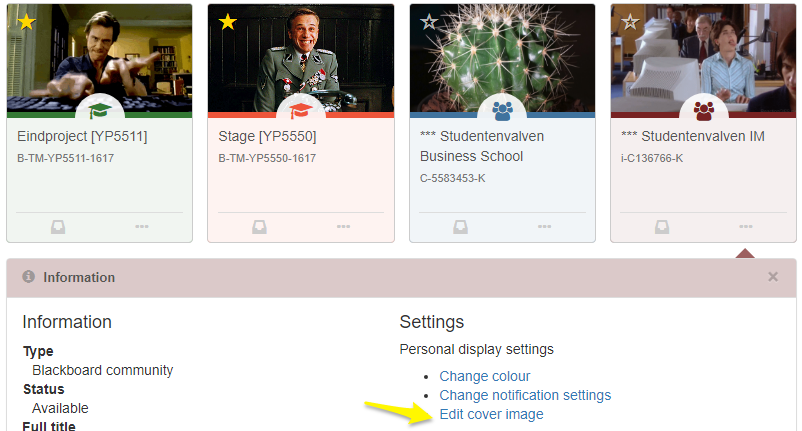 Eindproject [YP5511]
B-TM-YP5511-1617
Stage [YP5550]
B-TM-YP5550-1617
*** Studentenvalven
Business School
C-5583453-K
*** Studentenvalven IM
i-C136766-K
Information
Information
Type
Blackboard community
Status
Available
Full title
Settings
Personal display settings
Change colour
Change notification settings
Edit cover image